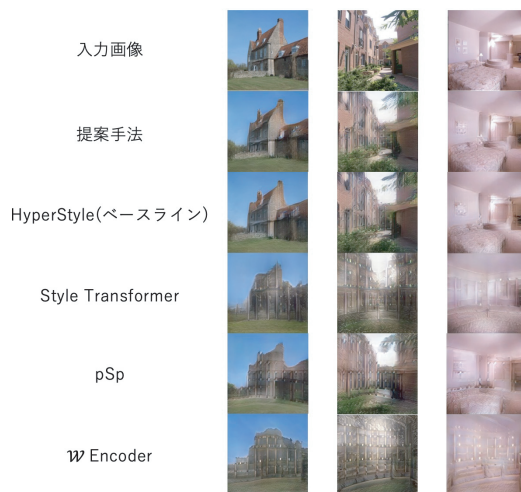 入力画像
提案手法
HyperStyle(ベースライン)
Style Transformer
pSp
𝒲 Encoder